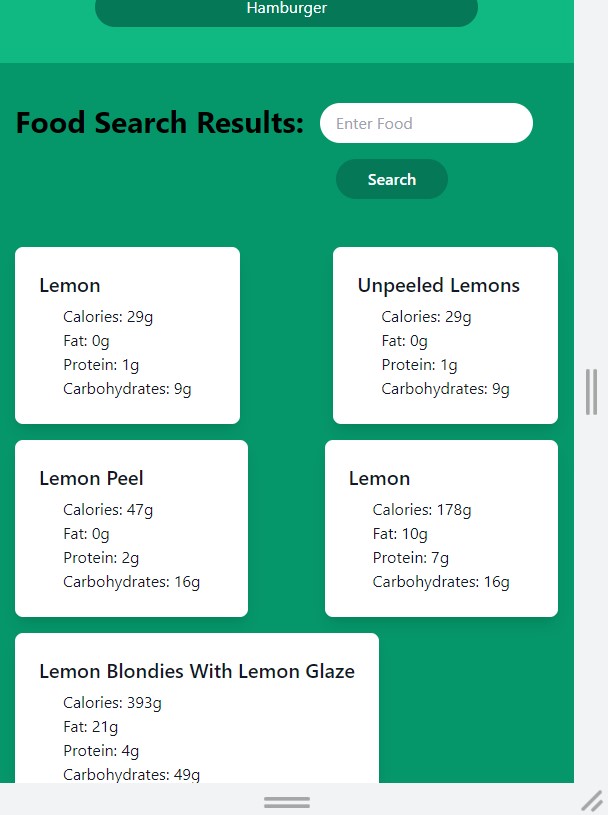 Hamburger
Food Search Results:
Enter Food
Search
Lemon
Calories: 29g
Fat: 0g
Protein: 1g
Carbohydrates: 9g
Unpeeled Lemons
Calories: 29g
Fat: 0g
Protein: 1g
Carbohydrates: 9g
Lemon Peel
Calories: 47g
Fat: 0g
Protein: 2g
Carbohydrates: 16g
Lemon
Calories: 178g
Fat: 10g
Protein: 7g
Carbohydrates: 16g
Lemon Blondies With Lemon Glaze
Calories: 393g
Fat: 21g
Protein: 4g
Carbohydrates: 49g